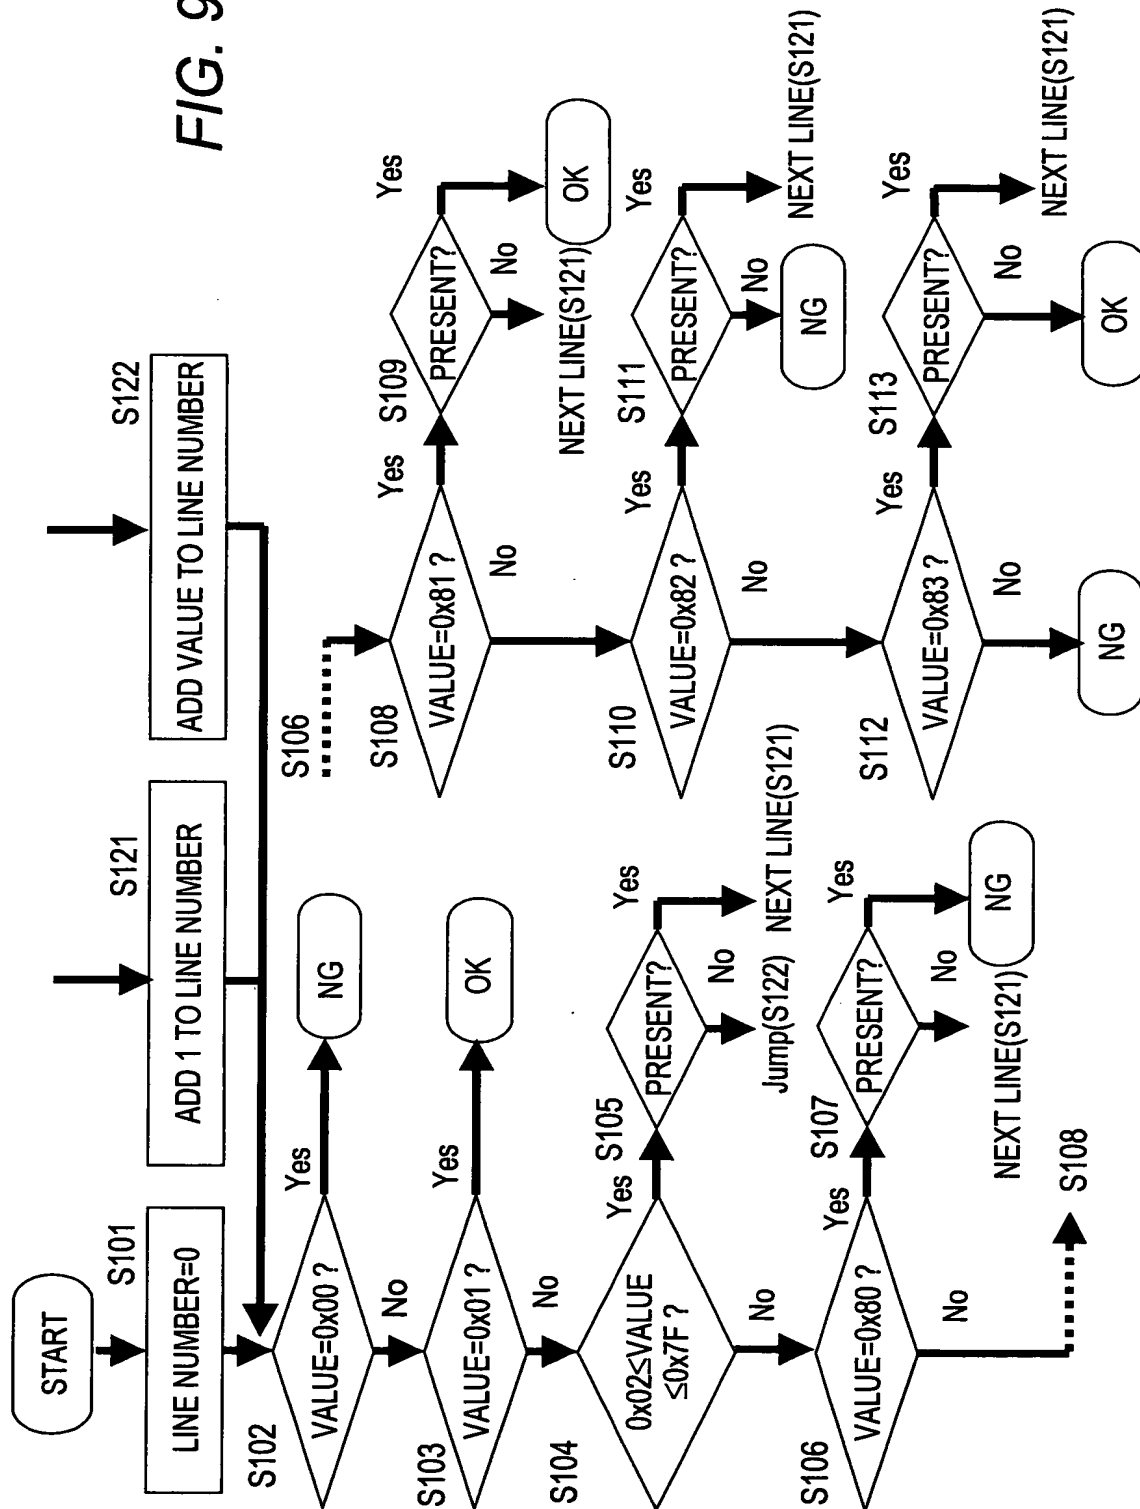 FIG. 9
START
S101
LINE NUMBER=0
S121
ADD 1 TO LINE NUMBER
S122
ADD VALUE TO LINE NUMBER
S102
VALUE=0x00 ?
Yes
NG
No
S103
VALUE=0x01 ?
Yes
OK
No
S104
0x02≤VALUE
≤0x7F ?
Yes
S105
PRESENT?
Yes
NEXT LINE(S121)
No
Jump(S122)
No
S106
VALUE=0x80 ?
Yes
S107
PRESENT?
Yes
NG
No
NEXT LINE(S121)
No
S108
S106
S108
VALUE=0x81 ?
Yes
S109
PRESENT?
Yes
OK
No
NEXT LINE(S121)
No
S110
VALUE=0x82 ?
Yes
S111
PRESENT?
Yes
NEXT LINE(S121)
No
NG
No
S112
VALUE=0x83 ?
Yes
S113
PRESENT?
Yes
NEXT LINE(S121)
No
OK
No
NG